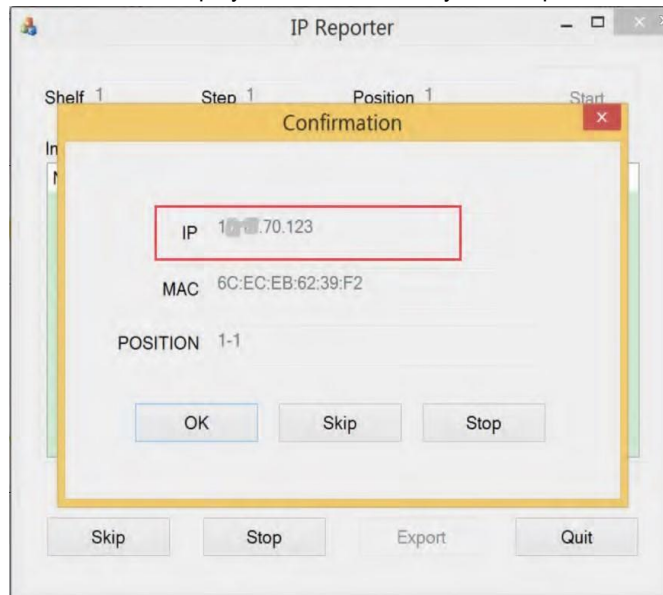 IP Reporter
Shelf 1 Step 1 Position 1 Start
Confirmation
IP .70.123
MAC 6C:EC:EB:62:39:F2
POSITION 1-1
OK Skip Stop
Skip Stop Export Quit